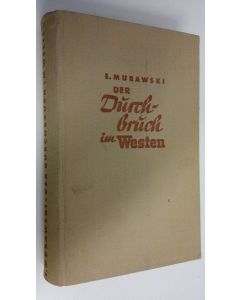 E. MURAWSKI
DER
Durch-
bruch
im Westen